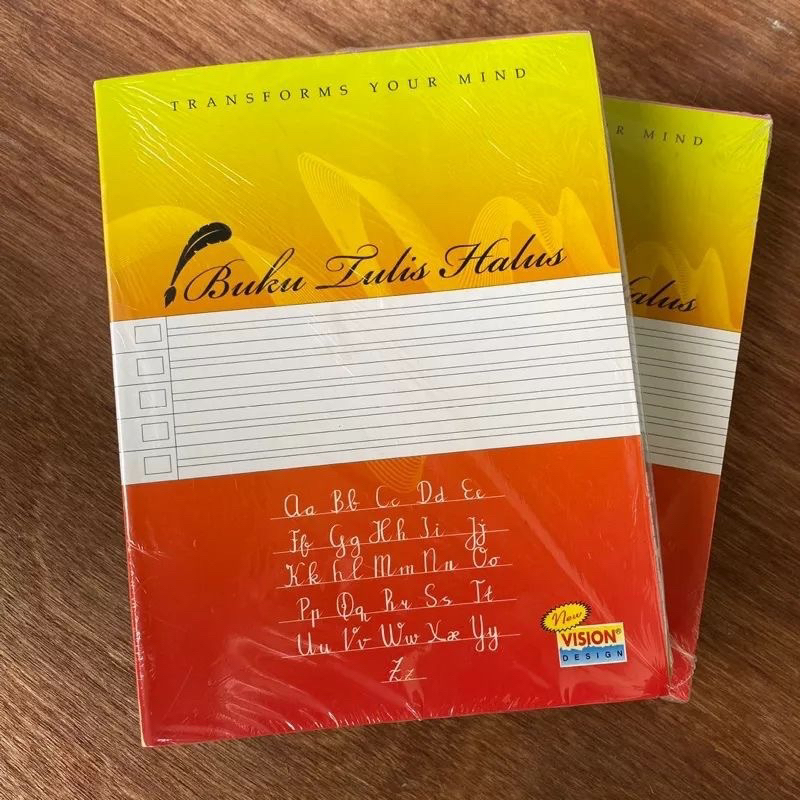 TRANSFORMS YOUR MIND
Buku Tulis Halus
Aa Bb Cc Dd Ee
Ff Gg Hh Ii Jj
Kk Ll Mm Nn Oo
Pp Qq Rr Ss Tt
Uu Vv Ww Xx Yy
Zz
New
VISION®
DESIGN
R MIND
alus